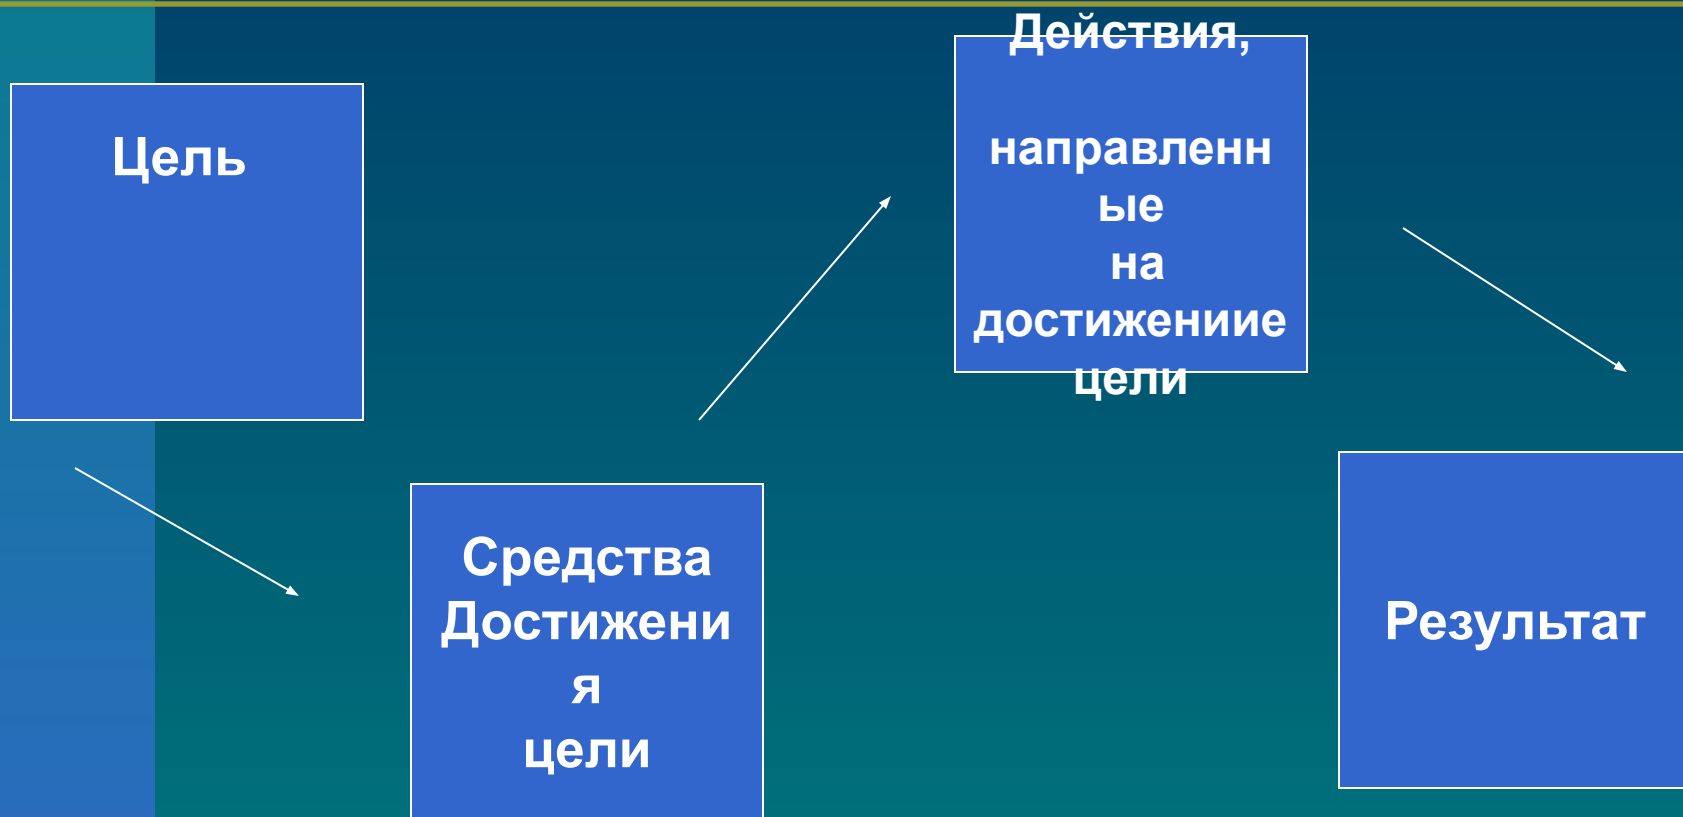 Цель
Средства
Достижени
я
цели
Действия,
направленн
ые
на
достижениие
цели
Результат